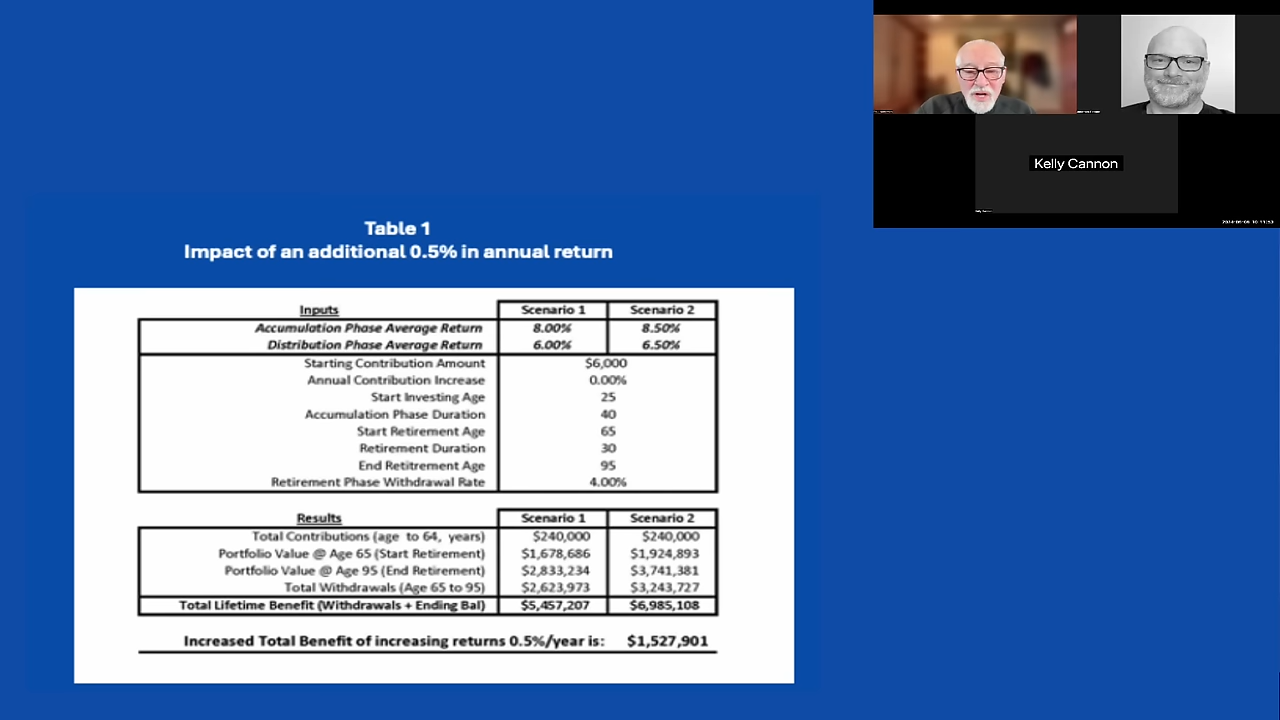 Kelly Cannon
Table 1
Impact of an additional 0.5% in annual return
Inputs Scenario 1 Scenario 2
Accumulation Phase Average Return 8.00% 8.50%
Distribution Phase Average Return 6.00% 6.50%
Starting Contribution Amount $6,000
Annual Contribution Increase 0.00%
Start Investing Age 25
Accumulation Phase Duration 40
Start Retirement Age 65
Retirement Duration 30
End Retitrement Age 95
Retirement Phase Withdrawal Rate 4.00%
Results Scenario 1 Scenario 2
Total Contributions (age to 64, years) $240,000 $240,000
Portfolio Value @ Age 65 (Start Retirement) $1,678,686 $1,924,893
Portfolio Value @ Age 95 (End Retirement) $2,833,234 $3,741,381
Total Withdrawals (Age 65 to 95) $2,623,973 $3,243,727
Total Lifetime Benefit (Withdrawals + Ending Bal) $5,457,207 $6,985,108
Increased Total Benefit of increasing returns 0.5%/year is: $1,527,901